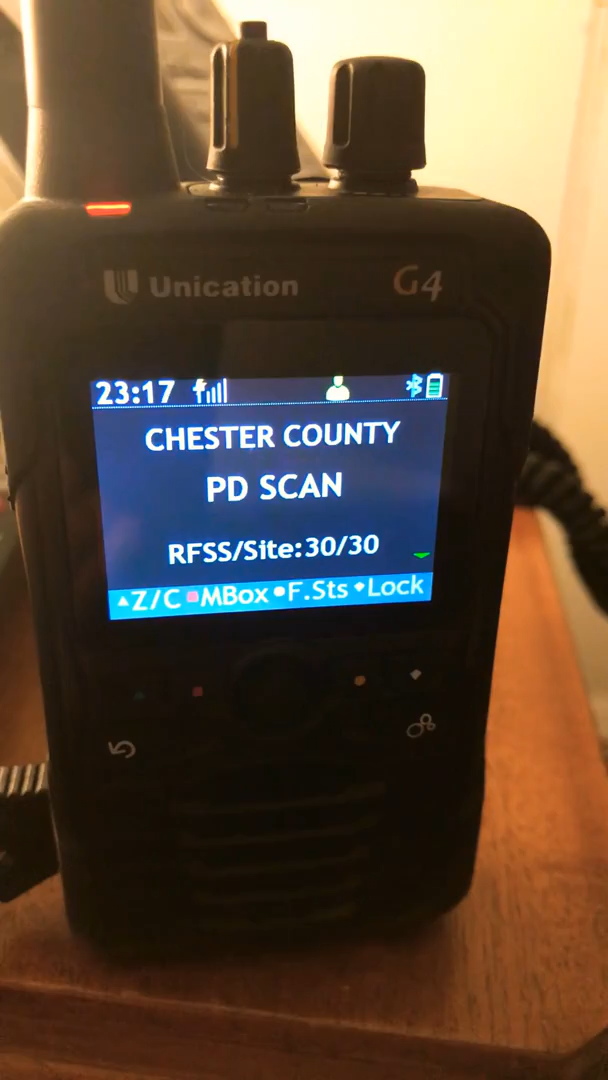 Unication G4
23:17
CHESTER COUNTY
PD SCAN
RFSS/Site:30/30
Z/C MBox F.Sts Lock